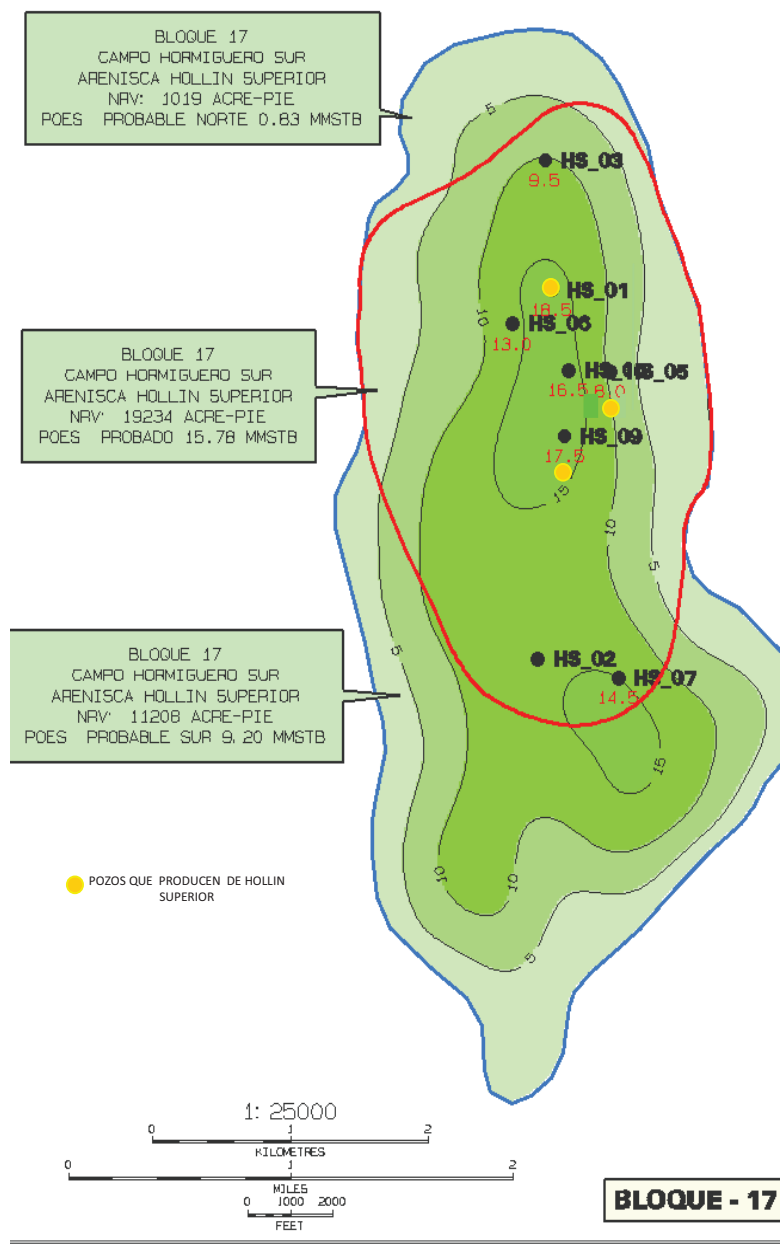 BLOQUE 17
CAMPO HORMIGUERO SUR
ARENISCA HOLLIN SUPERIOR
NRV: 1019 ACRE-PIE
POES PROBABLE NORTE 0.83 MMSTB
5
HS_03
9.5
HS_01
18.5
10
HS_06
13.0
HS_05
16.5
8.0
HS_09
17.5
15
10
5
BLOQUE 17
CAMPO HORMIGUERO SUR
ARENISCA HOLLIN SUPERIOR
NRV' 19234 ACRE-PIE
POES PROBADO 15.78 MMSTB
BLOQUE 17
CAMPO HORMIGUERO SUR
ARENISCA HOLLIN SUPERIOR
NRV' 11208 ACRE-PIE
POES PROBABLE SUR 9.20 MMSTB
5
HS_02
HS_07
14.5
15
POZOS QUE PRODUCEN DE HOLLIN
SUPERIOR
10
10
5
1: 25000
0 1 2
KILOMETRES
0 1 2
MILES
0 1000 2000
FEET
BLOQUE - 17